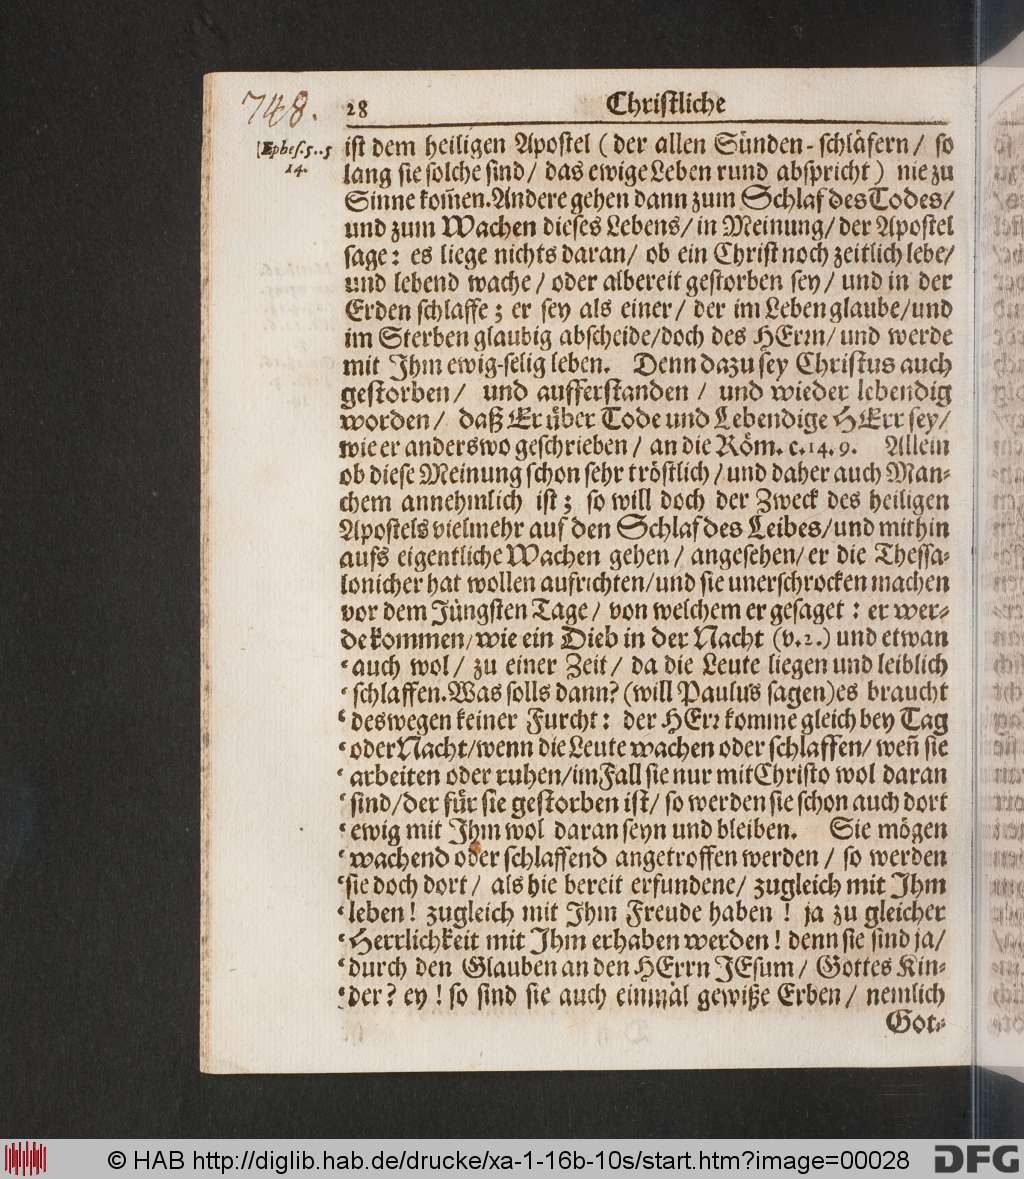 748.
28 Christliche
Ephes. 5. . 5
14.
ist dem heiligen Apostel ( der allen Sünden-schläfern / so
lang sie solche sind / das ewige Leben rund abspricht ) nie zu
Sinne kom̃en. Andere gehen dann zum Schlaf des Todes /
und zum Wachen dieses Lebens / in Meinung / der Apostel
sage : es liege nichts daran / ob ein Christ noch zeitlich lebe /
und lebend wache / oder albereit gestorben sey / und in der
Erden schlaffe ; er sey als einer / der im Leben glaube / und
im Sterben glaubig abscheide / doch des HErrn / und werde
mit Ihm ewig-selig leben. Denn dazu sey Christus auch
gestorben / und aufferstanden / und wieder lebendig
worden / daß Er über Tode und Lebendige HErr sey /
wie er anderswo geschrieben / an die Röm. c. 14. 9. Allein
ob diese Meinung schon sehr tröstlich / und daher auch Man-
chem annehmlich ist ; so will doch der Zweck des heiligen
Apostels vielmehr auf den Schlaf des Leibes / und mithin
aufs eigentliche Wachen gehen / angesehen / er die Thessa-
lonicher hat wollen aufrichten / und sie unerschrocken machen
vor dem Jüngsten Tage / von welchem er gesaget : er wer-
de kommen / wie ein Dieb in der Nacht (v. 2.) und etwan
auch wol / zu einer Zeit / da die Leute liegen und leiblich
schlaffen. Was solls dann? (will Paulus sagen) es braucht
deswegen keiner Furcht : der HErr komme gleich bey Tag
oder Nacht / wenn die Leute wachen oder schlaffen / weñ sie
arbeiten oder ruhen / im Fall sie nur mit Christo wol daran
sind / der für sie gestorben ist / so werden sie schon auch dort
ewig mit Ihm wol daran seyn und bleiben. Sie mögen
wachend oder schlaffend angetroffen werden / so werden
sie doch dort / als hie bereit erfundene / zugleich mit Ihm
leben ! zugleich mit Ihm Freude haben ! ja zu gleicher
Herrlichkeit mit Ihm erhaben werden ! denn sie sind ja /
durch den Glauben an den HErrn JEsum / Gottes Kin-
der ? ey ! so sind sie auch einmal gewiße Erben / nemlich
Got-
© HAB http://diglib.hab.de/drucke/xa-1-16b-10s/start.htm?image=00028
DFG